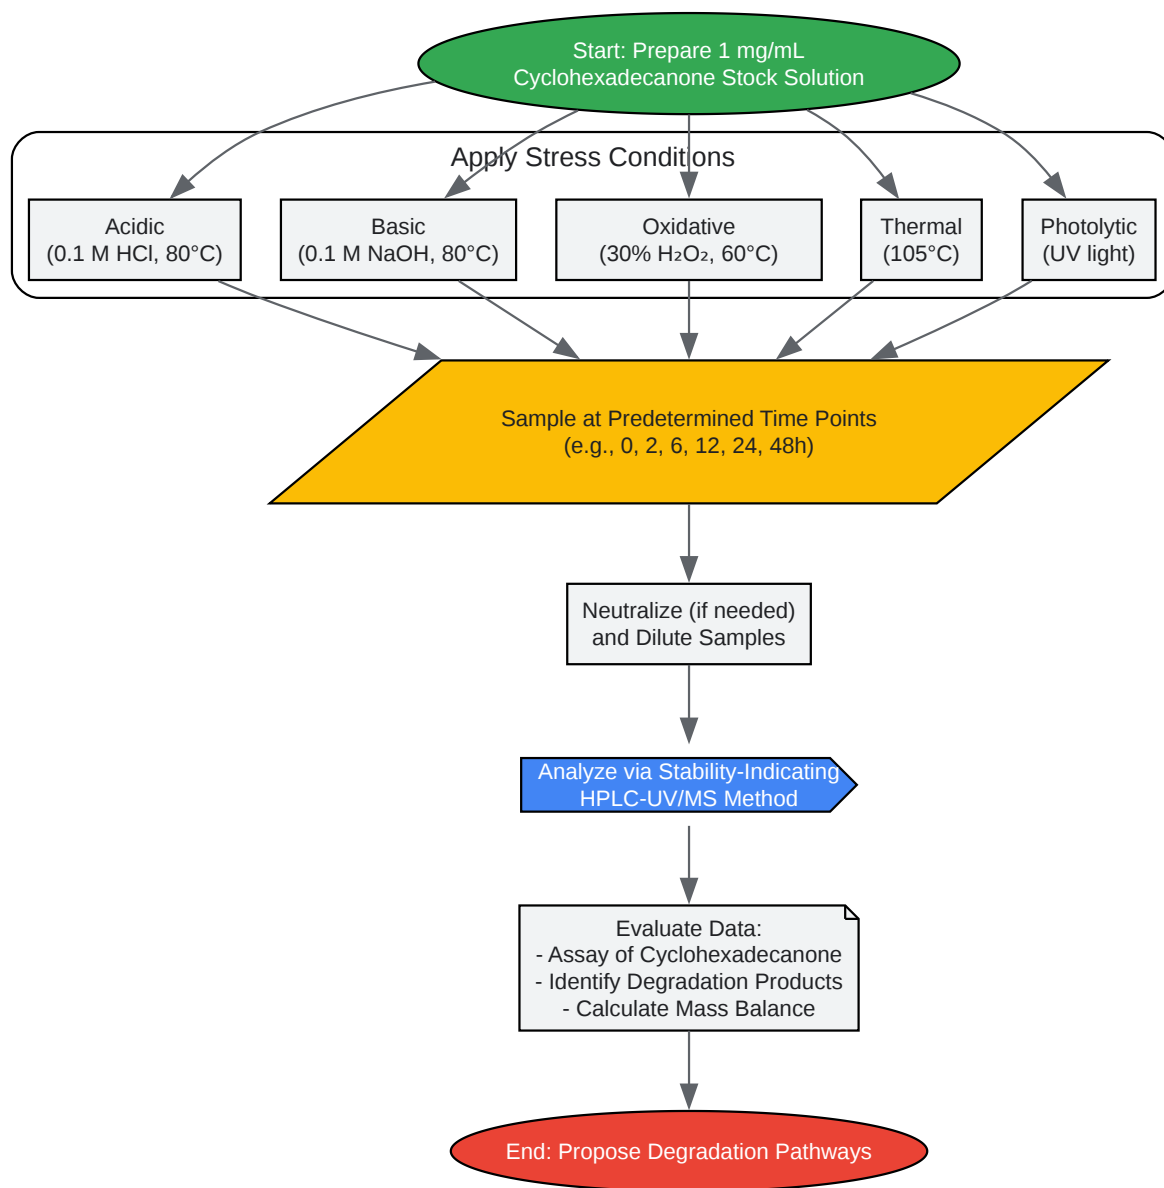 Start: Prepare 1 mg/mL
Cyclohexadecanone Stock Solution
Apply Stress Conditions
Acidic
(0.1 M HCl, 80°C)
Basic
(0.1 M NaOH, 80°C)
Oxidative
(30% H₂O₂, 60°C)
Thermal
(105°C)
Photolytic
(UV light)
Sample at Predetermined Time Points
(e.g., 0, 2, 6, 12, 24, 48h)
Neutralize (if needed)
and Dilute Samples
Analyze via Stability-Indicating
HPLC-UV/MS Method
Evaluate Data:
- Assay of Cyclohexadecanone
- Identify Degradation Products
- Calculate Mass Balance
End: Propose Degradation Pathways